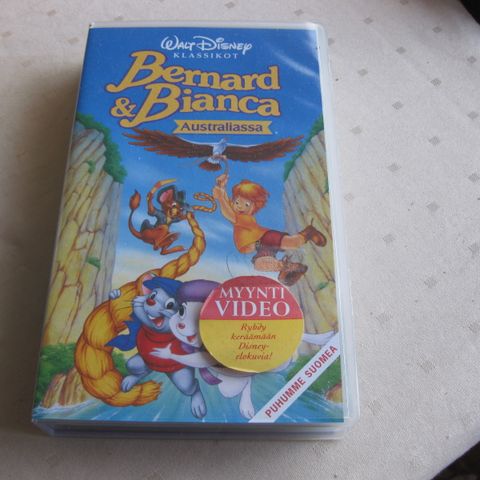 WALT DISNEY
KLASSIKOT
Bernard
& Bianca
Australiassa
MYYNTI
VIDEO
Ryhdy
keräämään
Disney-
elokuvia!
PUHUMME SUOMEA